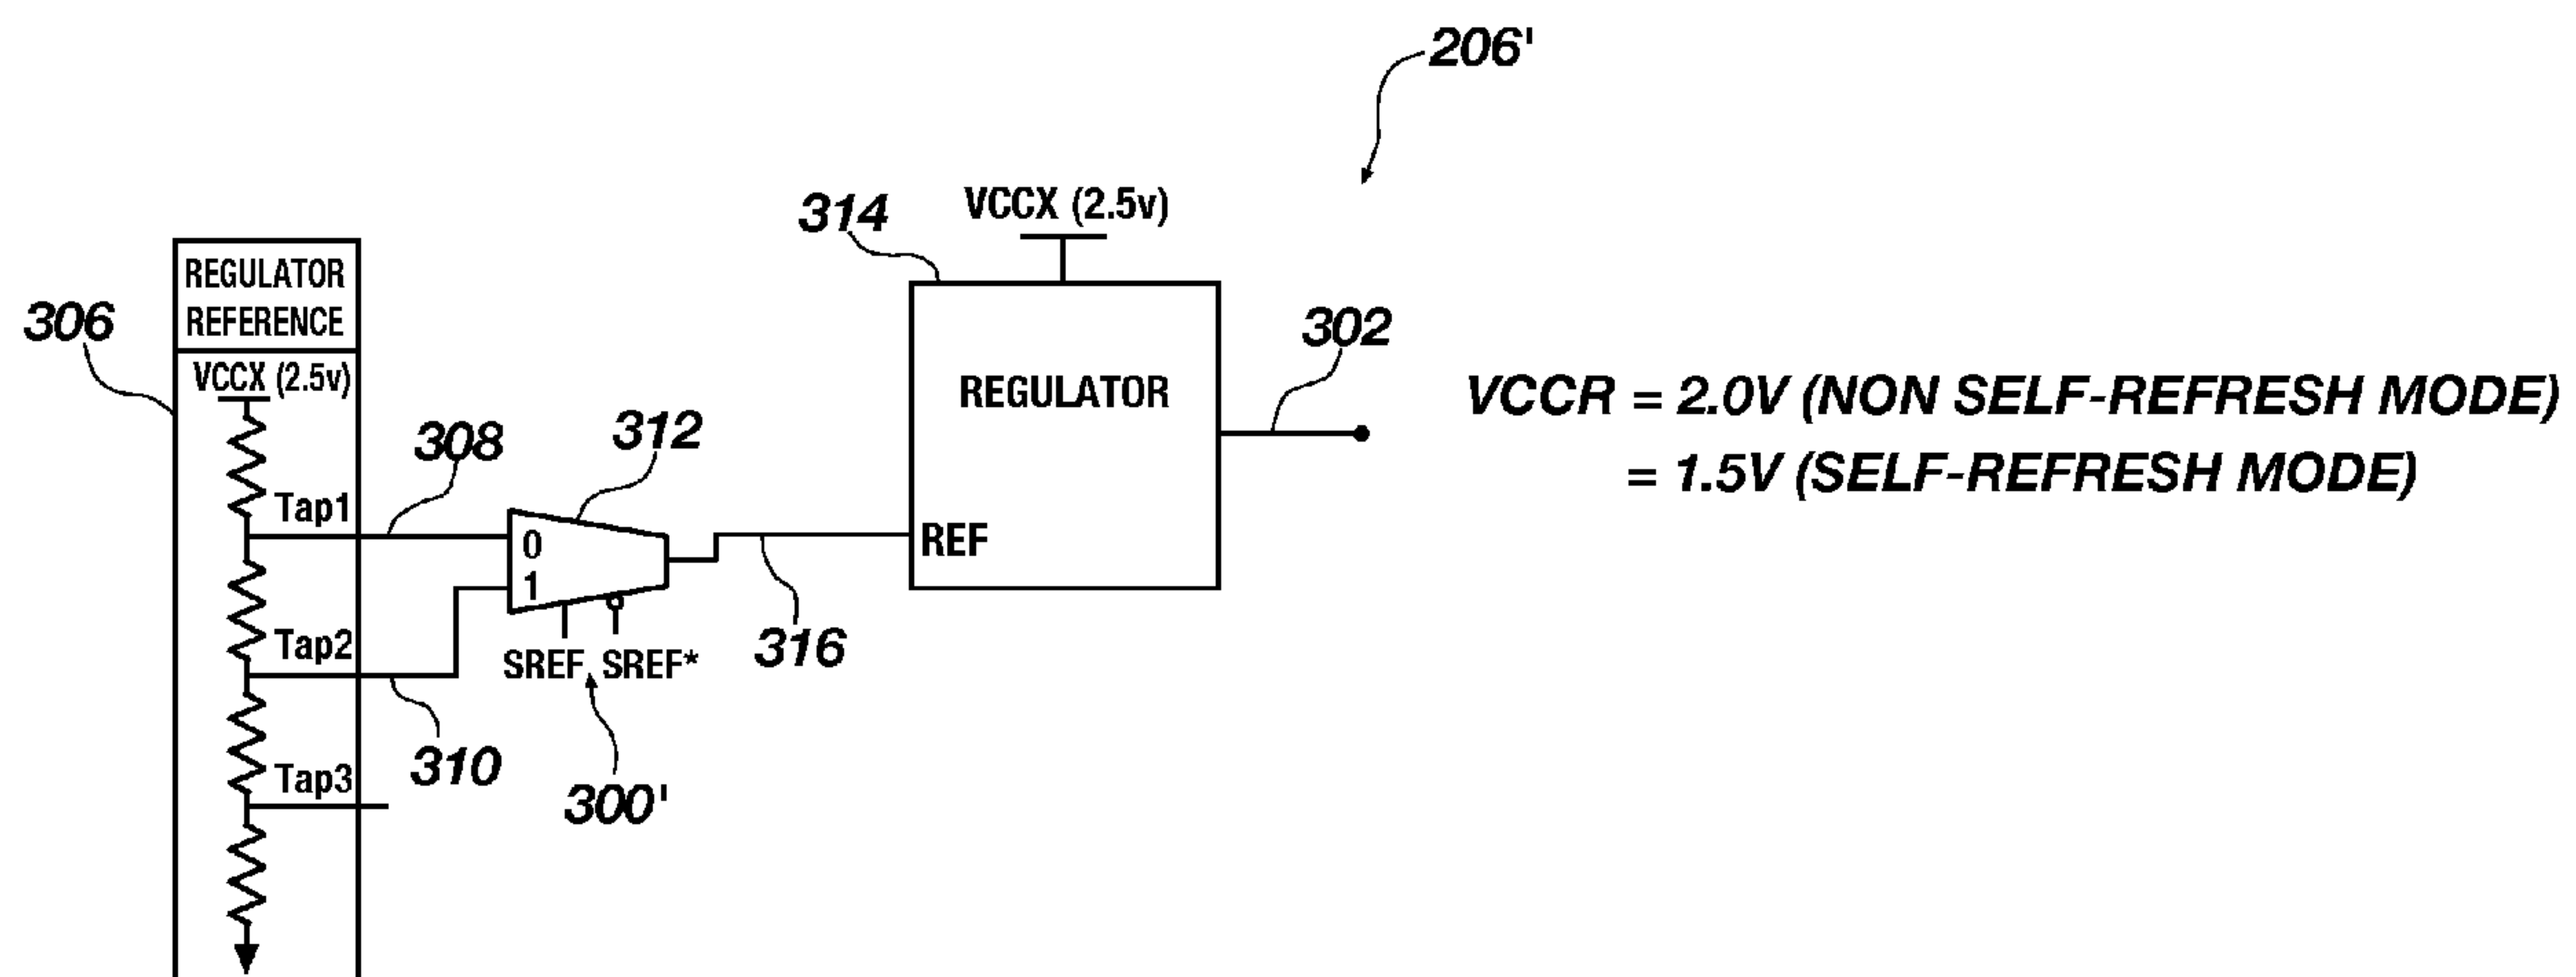 206'
314
VCCX (2.5v)
REGULATOR
REFERENCE
306
VCCX (2.5v)
302
REGULATOR
VCCR = 2.0V (NON SELF-REFRESH MODE)
= 1.5V (SELF-REFRESH MODE)
308
312
Tap1
0
1
REF
Tap2
SREF SREF*
316
310
300'
Tap3